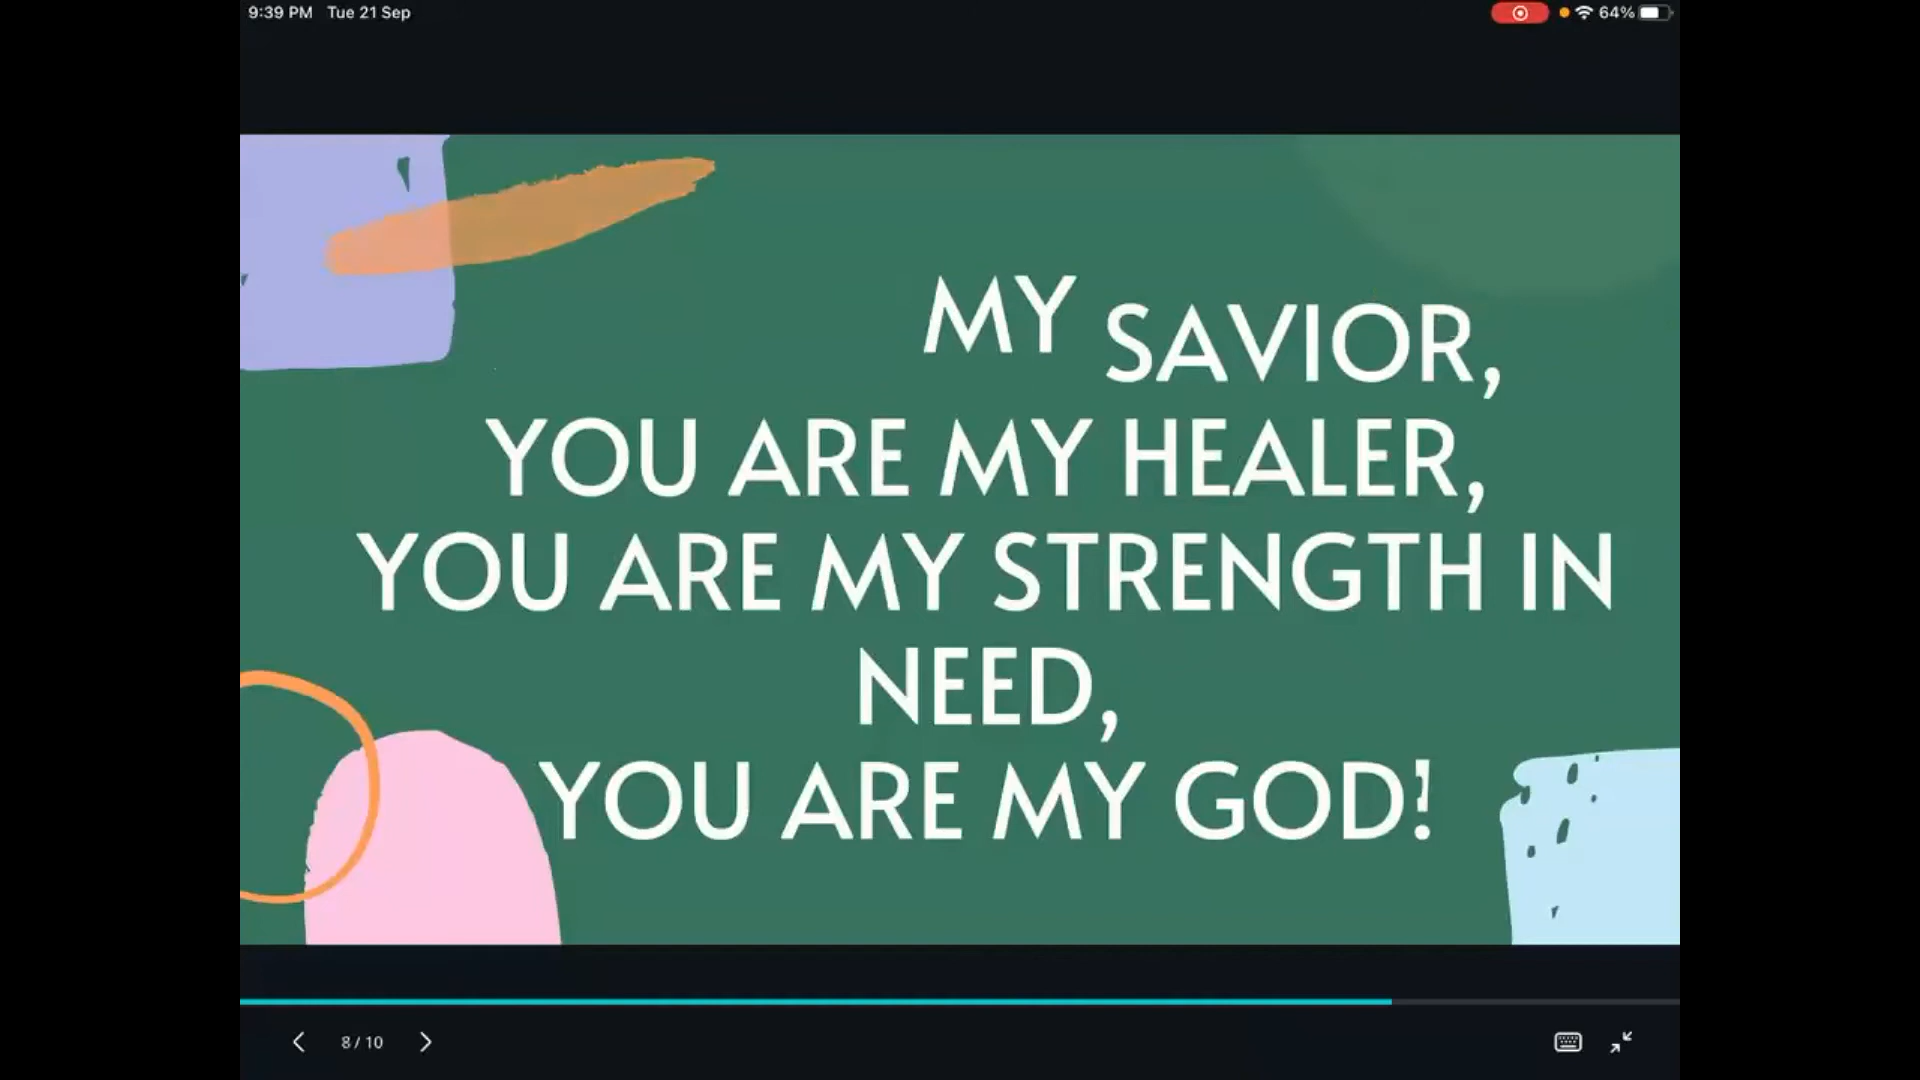 9:39 PM Tue 21 Sep
64%
MY SAVIOR,
YOU ARE MY HEALER,
YOU ARE MY STRENGTH IN
NEED,
YOU ARE MY GOD!
8 / 10